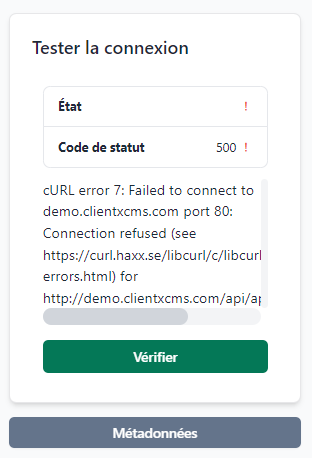 Tester la connexion
État !
Code de statut 500 !
cURL error 7: Failed to connect to
demo.clientxcms.com port 80:
Connection refused (see
https://curl.haxx.se/libcurl/c/libcurl
errors.html) for
http://demo.clientxcms.com/api/ap
Vérifier
Métadonnées